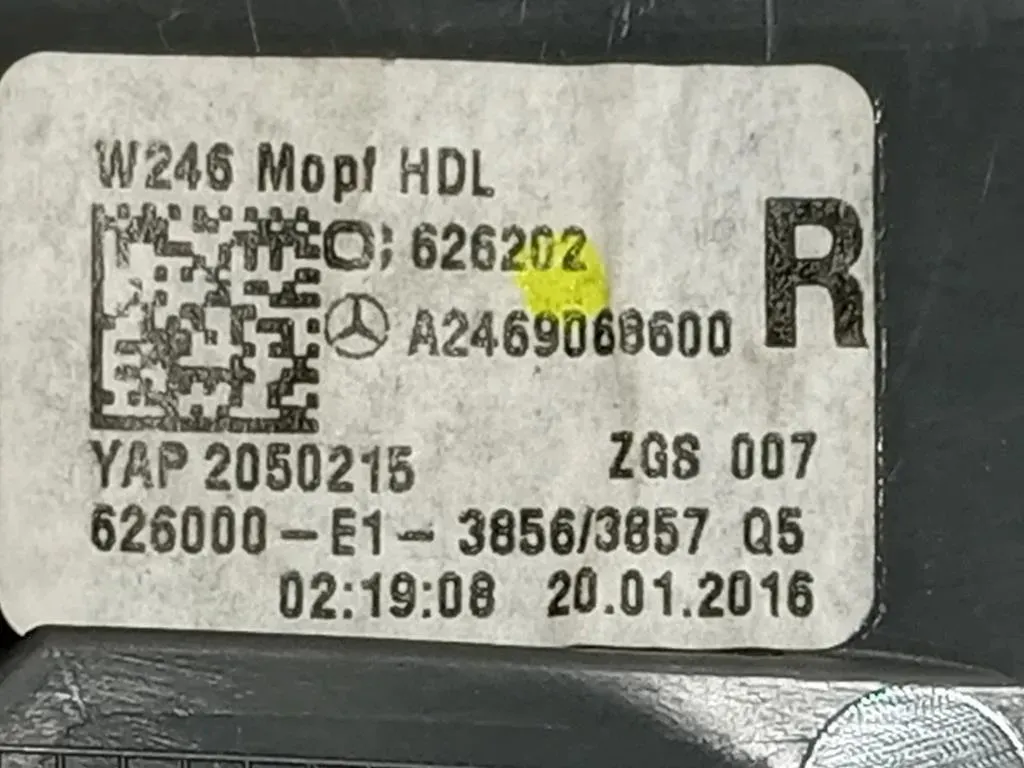 W246 Mopf HDL
626202
A2469068600
R
YAP 2050215
ZGS 007
626000-E1-3856/3857 Q5
02:19:08 20.01.2016